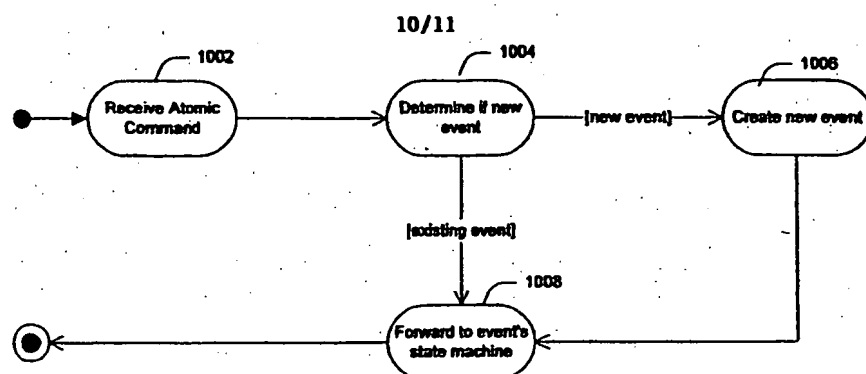 10/11
1002
1004
1006
Receive Atomic
Command
Determine if new
event
[new event]
Create new event
[existing event]
1008
Forward to event's
state machine